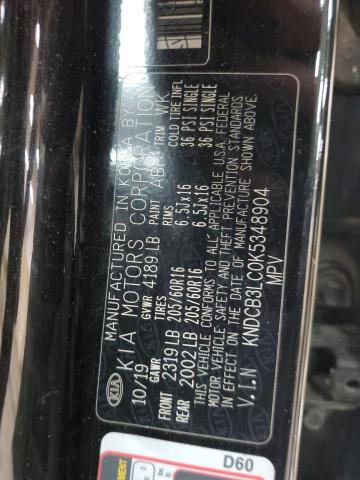 MANUFACTURED IN KOREA BY
KIA KIA MOTORS CORPORATION
10/19 GVWR 4189 LB PAINT ABP TRIM WK
GAWR TIRES RIMS COLD TIRE INFL
FRONT 2319 LB 205/60R16 6.5Jx16 36 PSI SINGLE
REAR 2002 LB 205/60R16 6.5Jx16 36 PSI SINGLE
THIS VEHICLE CONFORMS TO ALL APPLICABLE U.S.A. FEDERAL
MOTOR VEHICLE SAFETY AND THEFT PREVENTION STANDARDS
IN EFFECT ON THE DATE OF MANUFACTURE SHOWN ABOVE.
V.I.N KNDCB3LC0K5348904
MPV
D60